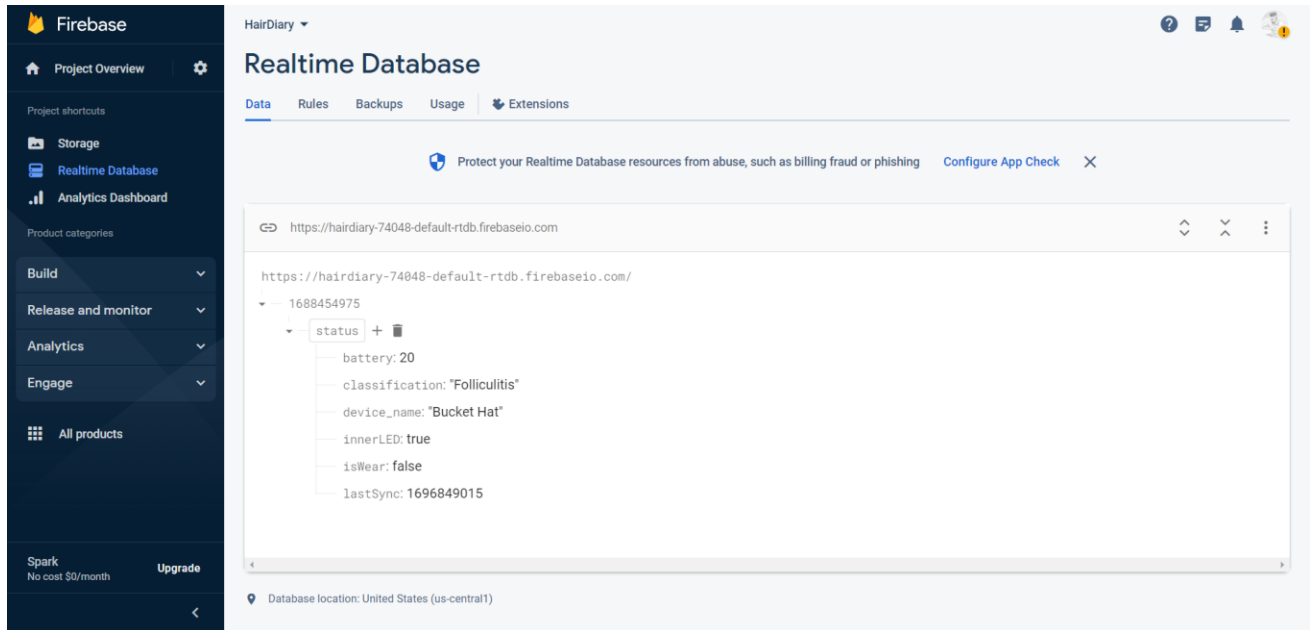 Firebase
Project Overview
Project shortcuts
Storage
Realtime Database
Analytics Dashboard
Product categories
Build
Release and monitor
Analytics
Engage
All products
Spark
No cost $0/month
Upgrade
HairDiary
Realtime Database
Data Rules Backups Usage Extensions
Protect your Realtime Database resources from abuse, such as billing fraud or phishing Configure App Check
https://hairdiary-74048-default-rtdb.firebaseio.com
https://hairdiary-74048-default-rtdb.firebaseio.com/
1688454975
status
battery: 20
classification: "Folliculitis"
device_name: "Bucket Hat"
innerLED: true
isWear: false
lastSync: 1696849015
Database location: United States (us-central1)